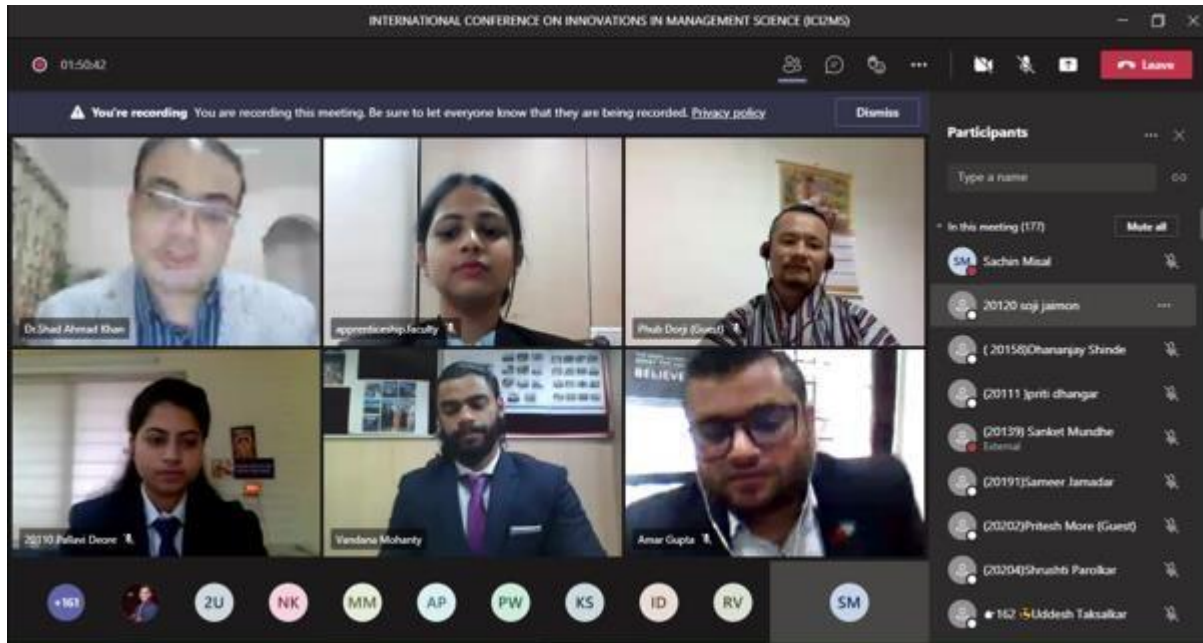 INTERNATIONAL CONFERENCE ON INNOVATIONS IN MANAGEMENT SCIENCE (ICI2MS)
01:50:42
Leave
You're recording You are recording this meeting. Be sure to let everyone know that they are being recorded. Privacy policy
Dismiss
Participants
Type a name
In this meeting (177)
Mute all
SM Sachin Misal
20120 soji jaimon
( 20158)Dhananjay Shinde
(20111 )priti dhangar
(20139) Sanket Mundhe
External
(20191)Sameer Jamadar
(20202)Pritesh More (Guest)
(20204)Shrushti Parolkar
162 Uddesh Taksalkar
Dr.Shad Ahmad Khan
apprenticeship.faculty
Phub Dorji (Guest)
BELIEVE
20110 Pallavi Deore
Vandana Mohanty
Amar Gupta
+161
2U
NK
MM
AP
PW
KS
ID
RV
SM